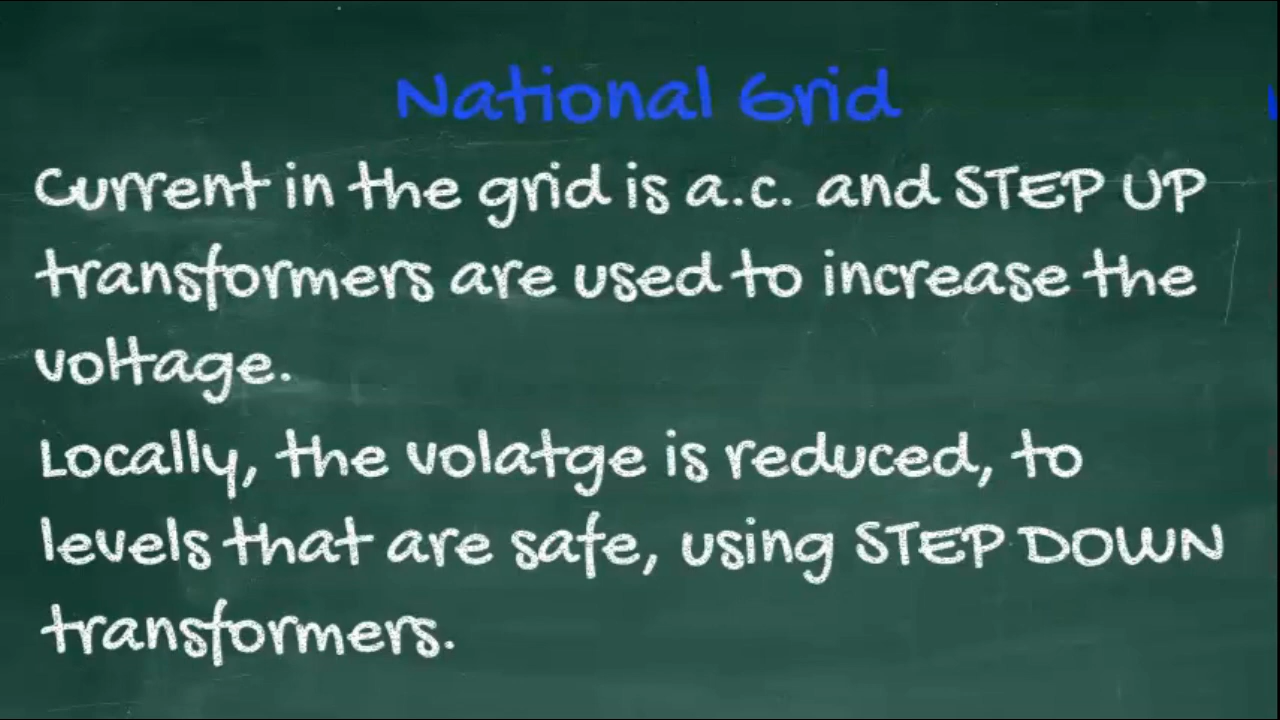 National Grid
Current in the grid is a.c. and STEP UP
transformers are used to increase the
voltage.
Locally, the volatge is reduced, to
levels that are safe, using STEP DOWN
transformers.